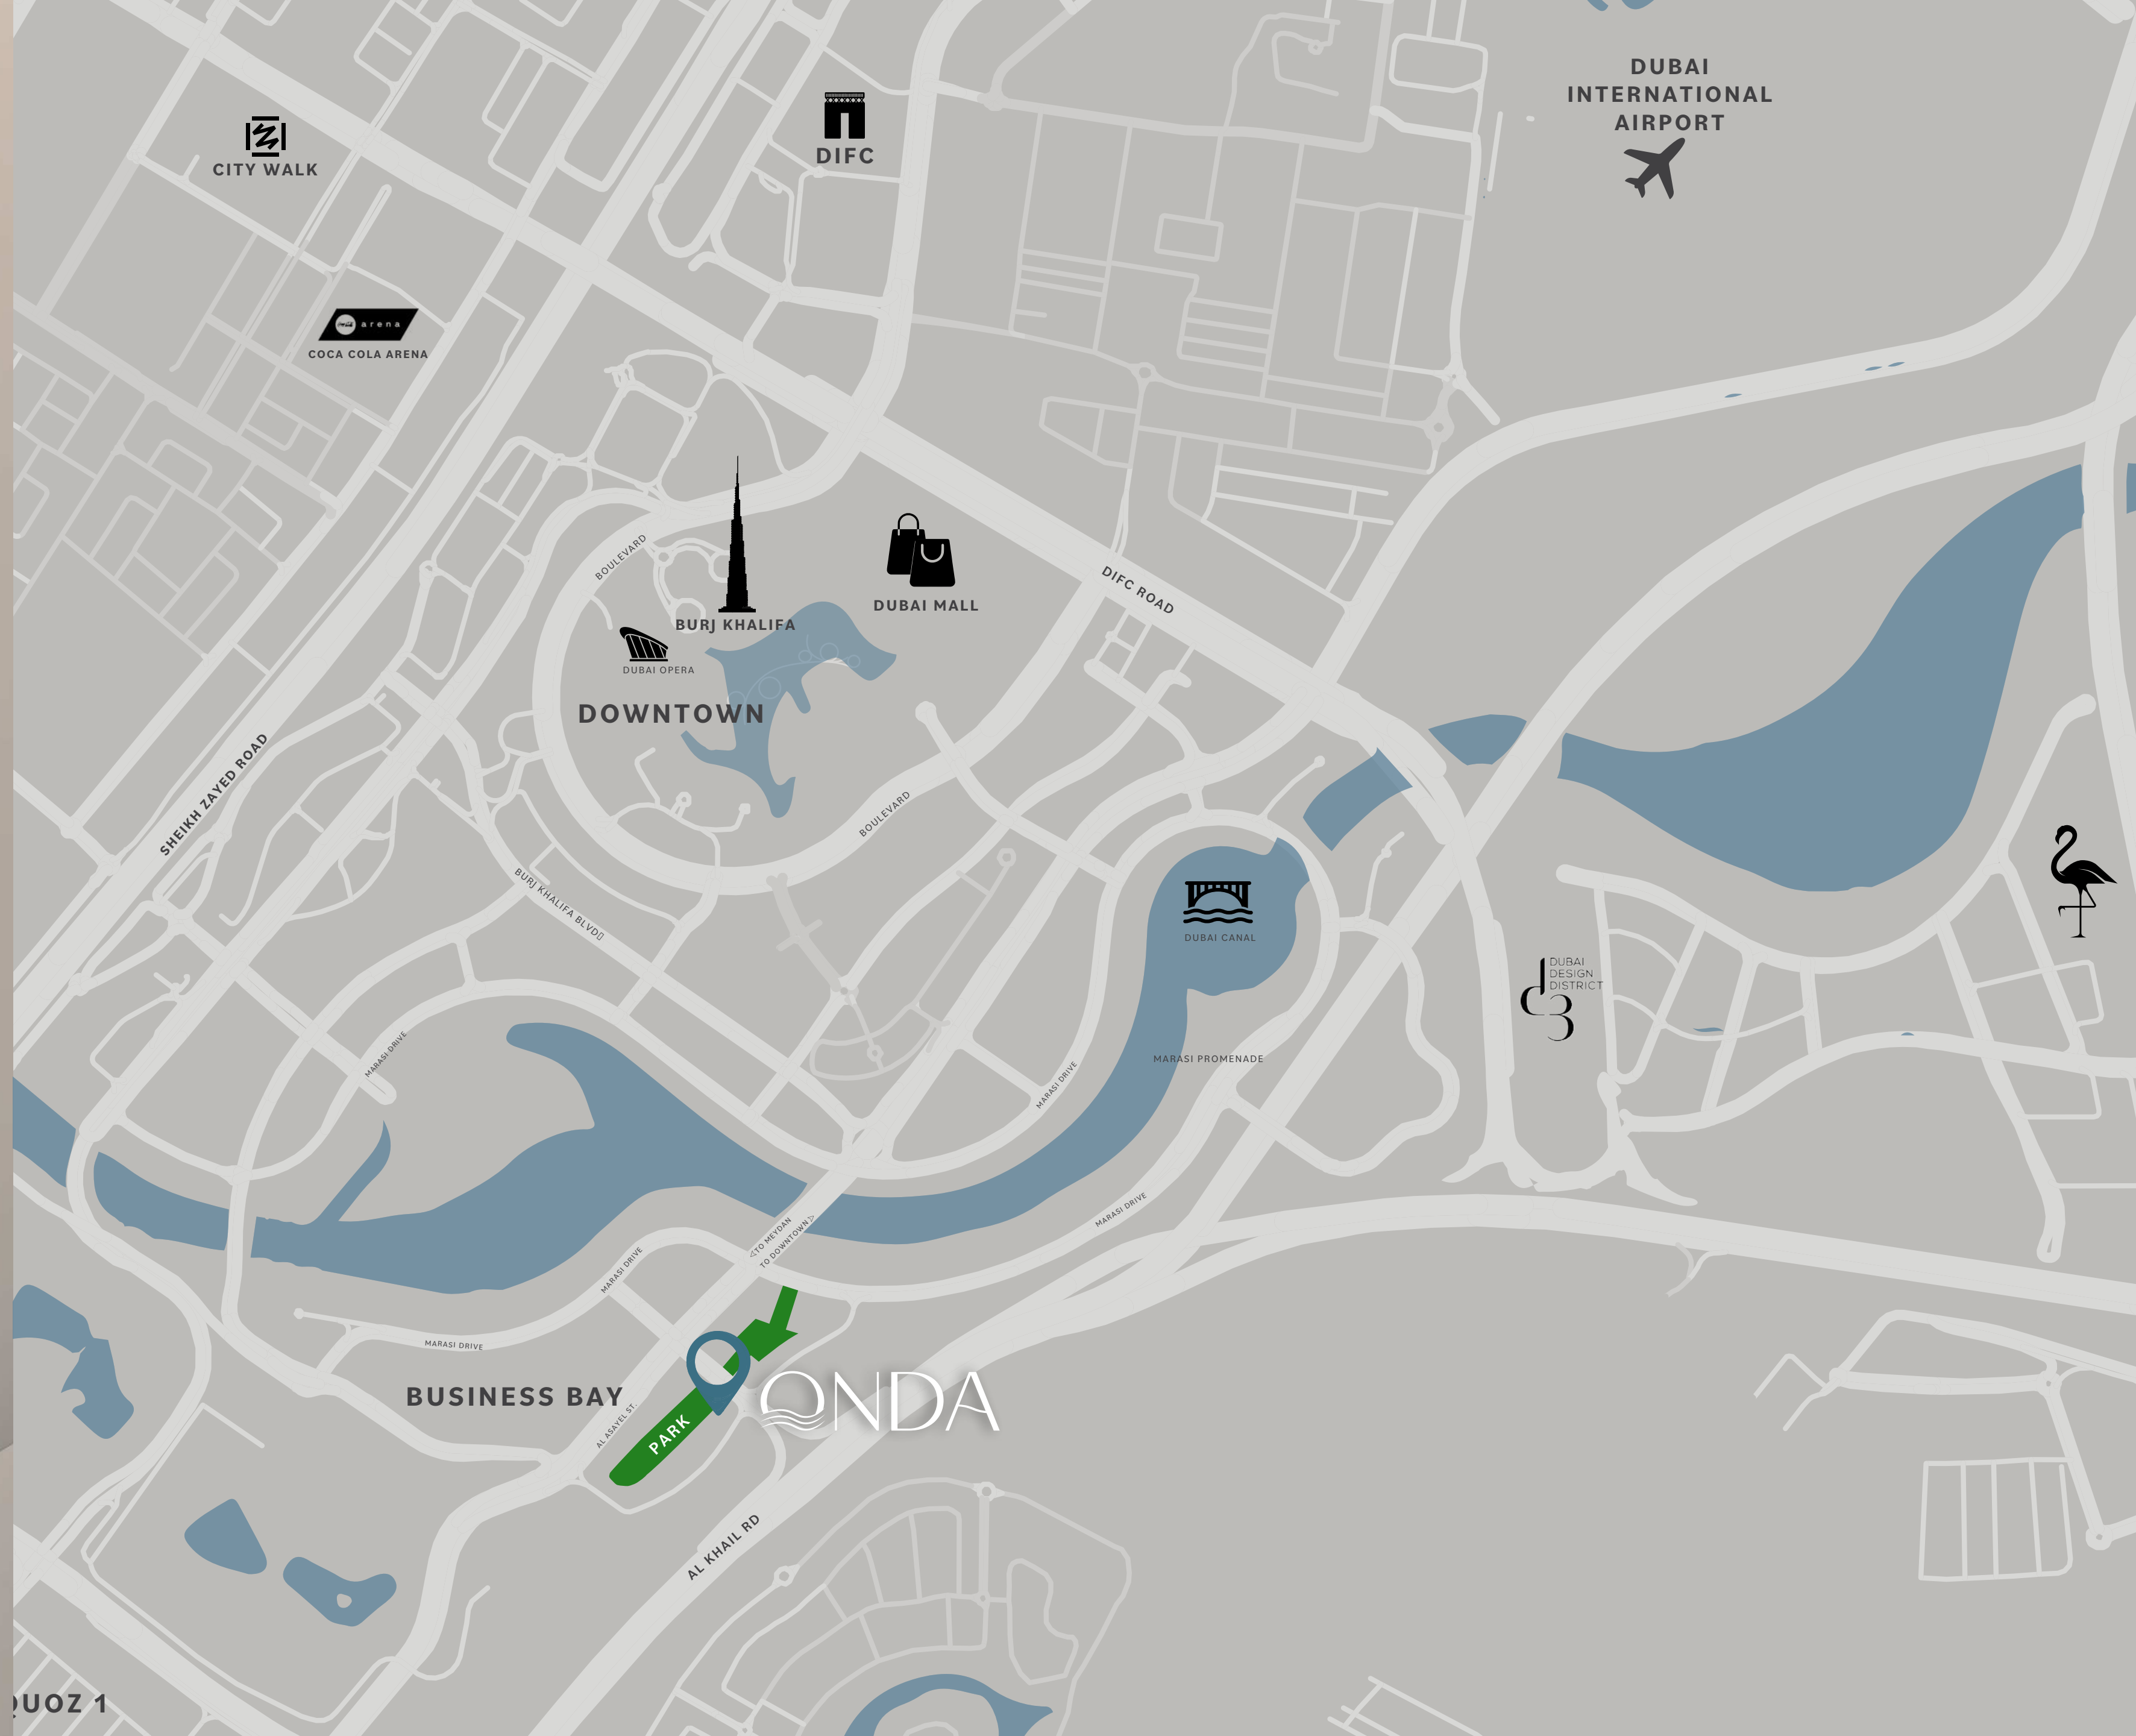 DUBAI
INTERNATIONAL
AIRPORT
DIFC
CITY WALK
arena
COCA COLA ARENA
BOULEVARD
DIFC ROAD
DUBAI MALL
BURJ KHALIFA
DUBAI OPERA
DOWNTOWN
SHEIKH ZAYED ROAD
BOULEVARD
BURJ KHALIFA BLVD
DUBAI CANAL
DUBAI
DESIGN
DISTRICT
d3
MARASI DRIVE
MARASI PROMENADE
MARASI DRIVE
MARASI DRIVE
TO MEYDAN
TO DOWNTOWN
MARASI DRIVE
MARASI DRIVE
BUSINESS BAY
AL ASAYEL ST.
PARK
ONDA
AL KHAIL RD
QUOZ 1